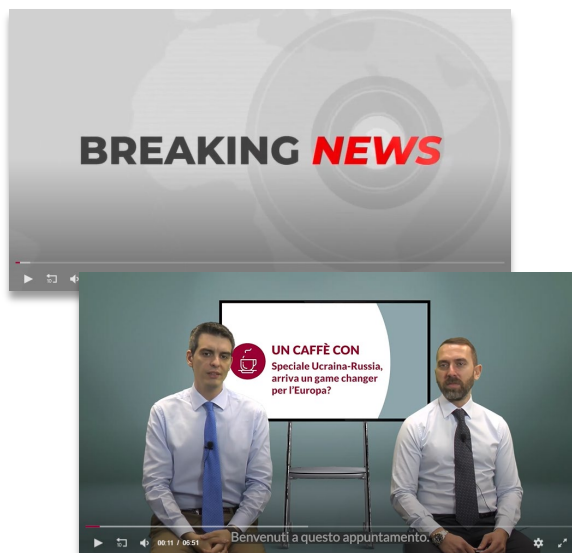 BREAKING NEWS
UN CAFFÈ CON
Speciale Ucraina-Russia,
arriva un game changer
per l'Europa?
Benvenuti a questo appuntamento.
00:11 / 06:51